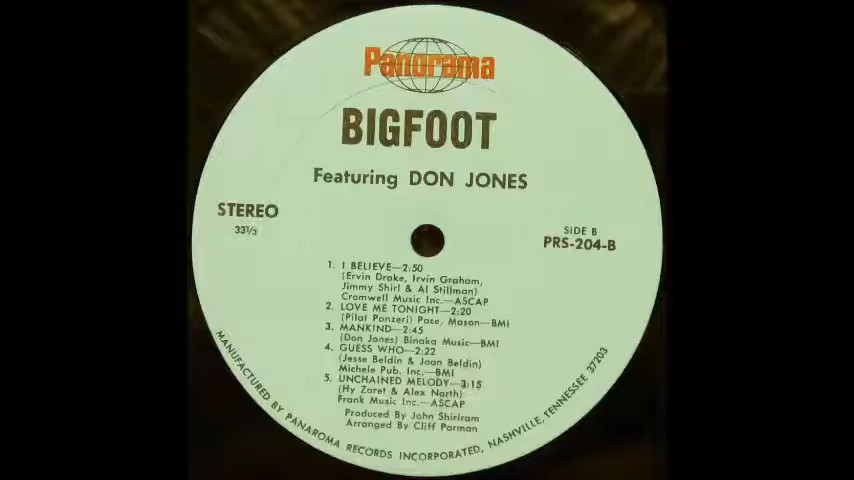 Panorama
BIGFOOT
Featuring DON JONES
STEREO
33⅓
SIDE B
PRS-204-B
1. I BELIEVE—2:50
(Ervin Drake, Irvin Graham,
Jimmy Shirl & Al Stillman)
Cromwell Music Inc.—ASCAP
2. LOVE ME TONIGHT—2:20
(Pilat Panzeri) Pace, Mason—BMI
3. MANKIND—2:45
(Don Jones) Binaka Music—BMI
4. GUESS WHO—2:22
(Jesse Beldin & Joan Beldin)
Michele Pub. Inc.—BMI
5. UNCHAINED MELODY—3:15
(Hy Zaret & Alex North)
Frank Music Inc.—ASCAP
Produced By John Shiriram
Arranged By Cliff Parman
MANUFACTURED BY PANAROMA RECORDS INCORPORATED, NASHVILLE, TENNESSEE 37203